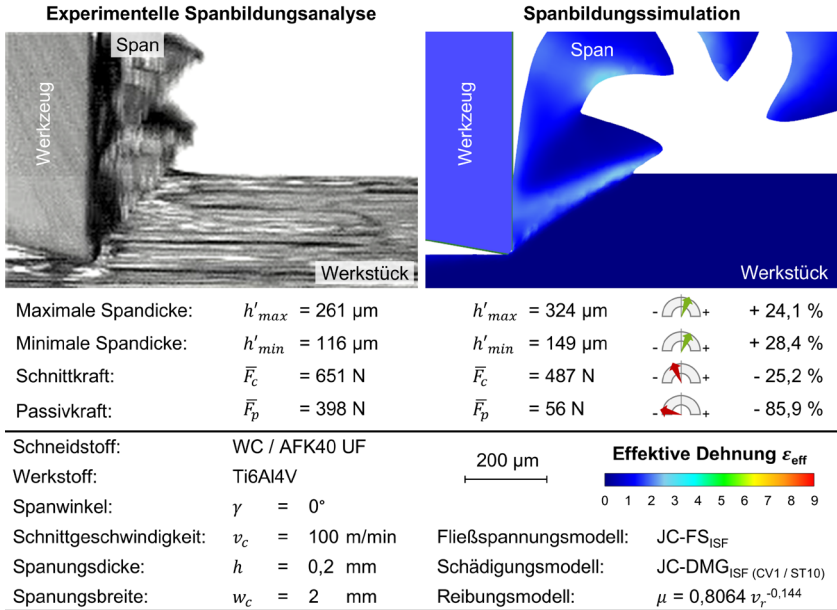 Experimentelle Spanbildungsanalyse
Spanbildungssimulation
Span
Werkzeug
Werkstück
Span
Werkzeug
Werkstück
Maximale Spandicke: h'max = 261 µm h'max = 324 µm - + + 24,1 %
Minimale Spandicke: h'min = 116 µm h'min = 149 µm - + + 28,4 %
Schnittkraft: F̅c = 651 N F̅c = 487 N - + - 25,2 %
Passivkraft: F̅p = 398 N F̅p = 56 N - + - 85,9 %
Schneidstoff: WC / AFK40 UF
Werkstoff: Ti6Al4V
Spanwinkel: γ = 0°
Schnittgeschwindigkeit: vc = 100 m/min
Spanungsdicke: h = 0,2 mm
Spanungsbreite: wc = 2 mm
200 µm
Effektive Dehnung εeff
0 1 2 3 4 5 6 7 8 9
Fließspannungsmodell: JC-FSISF
Schädigungsmodell: JC-DMGISF (CV1 / ST10)
Reibungsmodell: μ = 0,8064 vr^-0,144